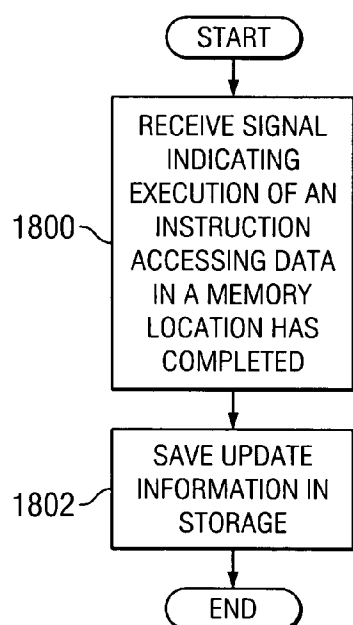 START
RECEIVE SIGNAL
INDICATING
EXECUTION OF AN
INSTRUCTION
ACCESSING DATA
IN A MEMORY
LOCATION HAS
COMPLETED
1800
SAVE UPDATE
INFORMATION IN
STORAGE
1802
END